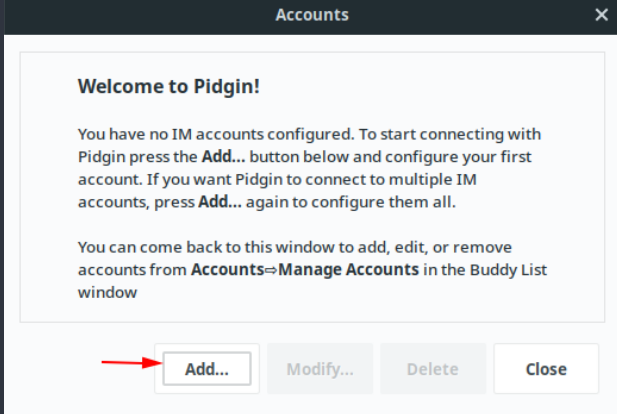 Accounts
Welcome to Pidgin!
You have no IM accounts configured. To start connecting with
Pidgin press the Add... button below and configure your first
account. If you want Pidgin to connect to multiple IM
accounts, press Add... again to configure them all.
You can come back to this window to add, edit, or remove
accounts from Accounts⇨Manage Accounts in the Buddy List
window
Add... Modify... Delete Close